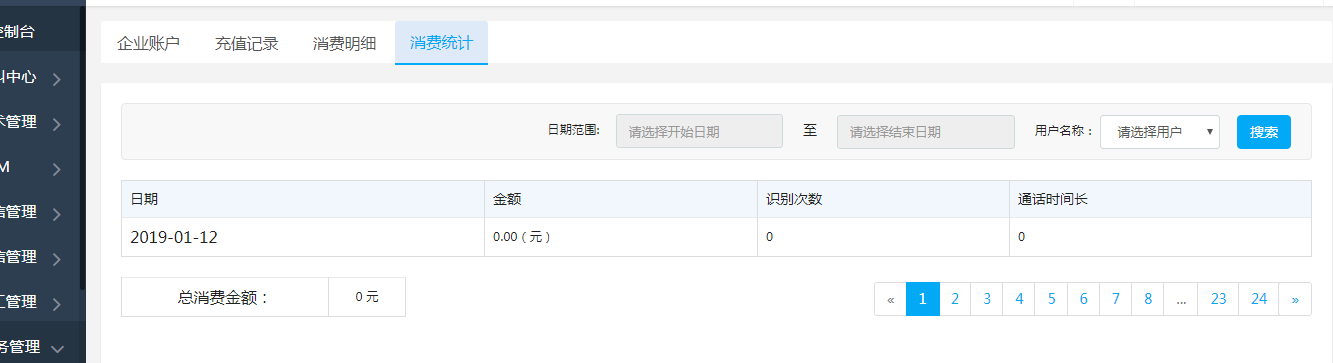 控制台
中心
管理
M
管理
管理
管理
务管理
企业账户 充值记录 消费明细 消费统计
日期范围: 请选择开始日期 至 请选择结束日期 用户名称: 请选择用户 搜索
日期 金额 识别次数 通话时间长
2019-01-12 0.00 ( 元 ) 0 0
总消费金额: 0 元
« 1 2 3 4 5 6 7 8 ... 23 24 »